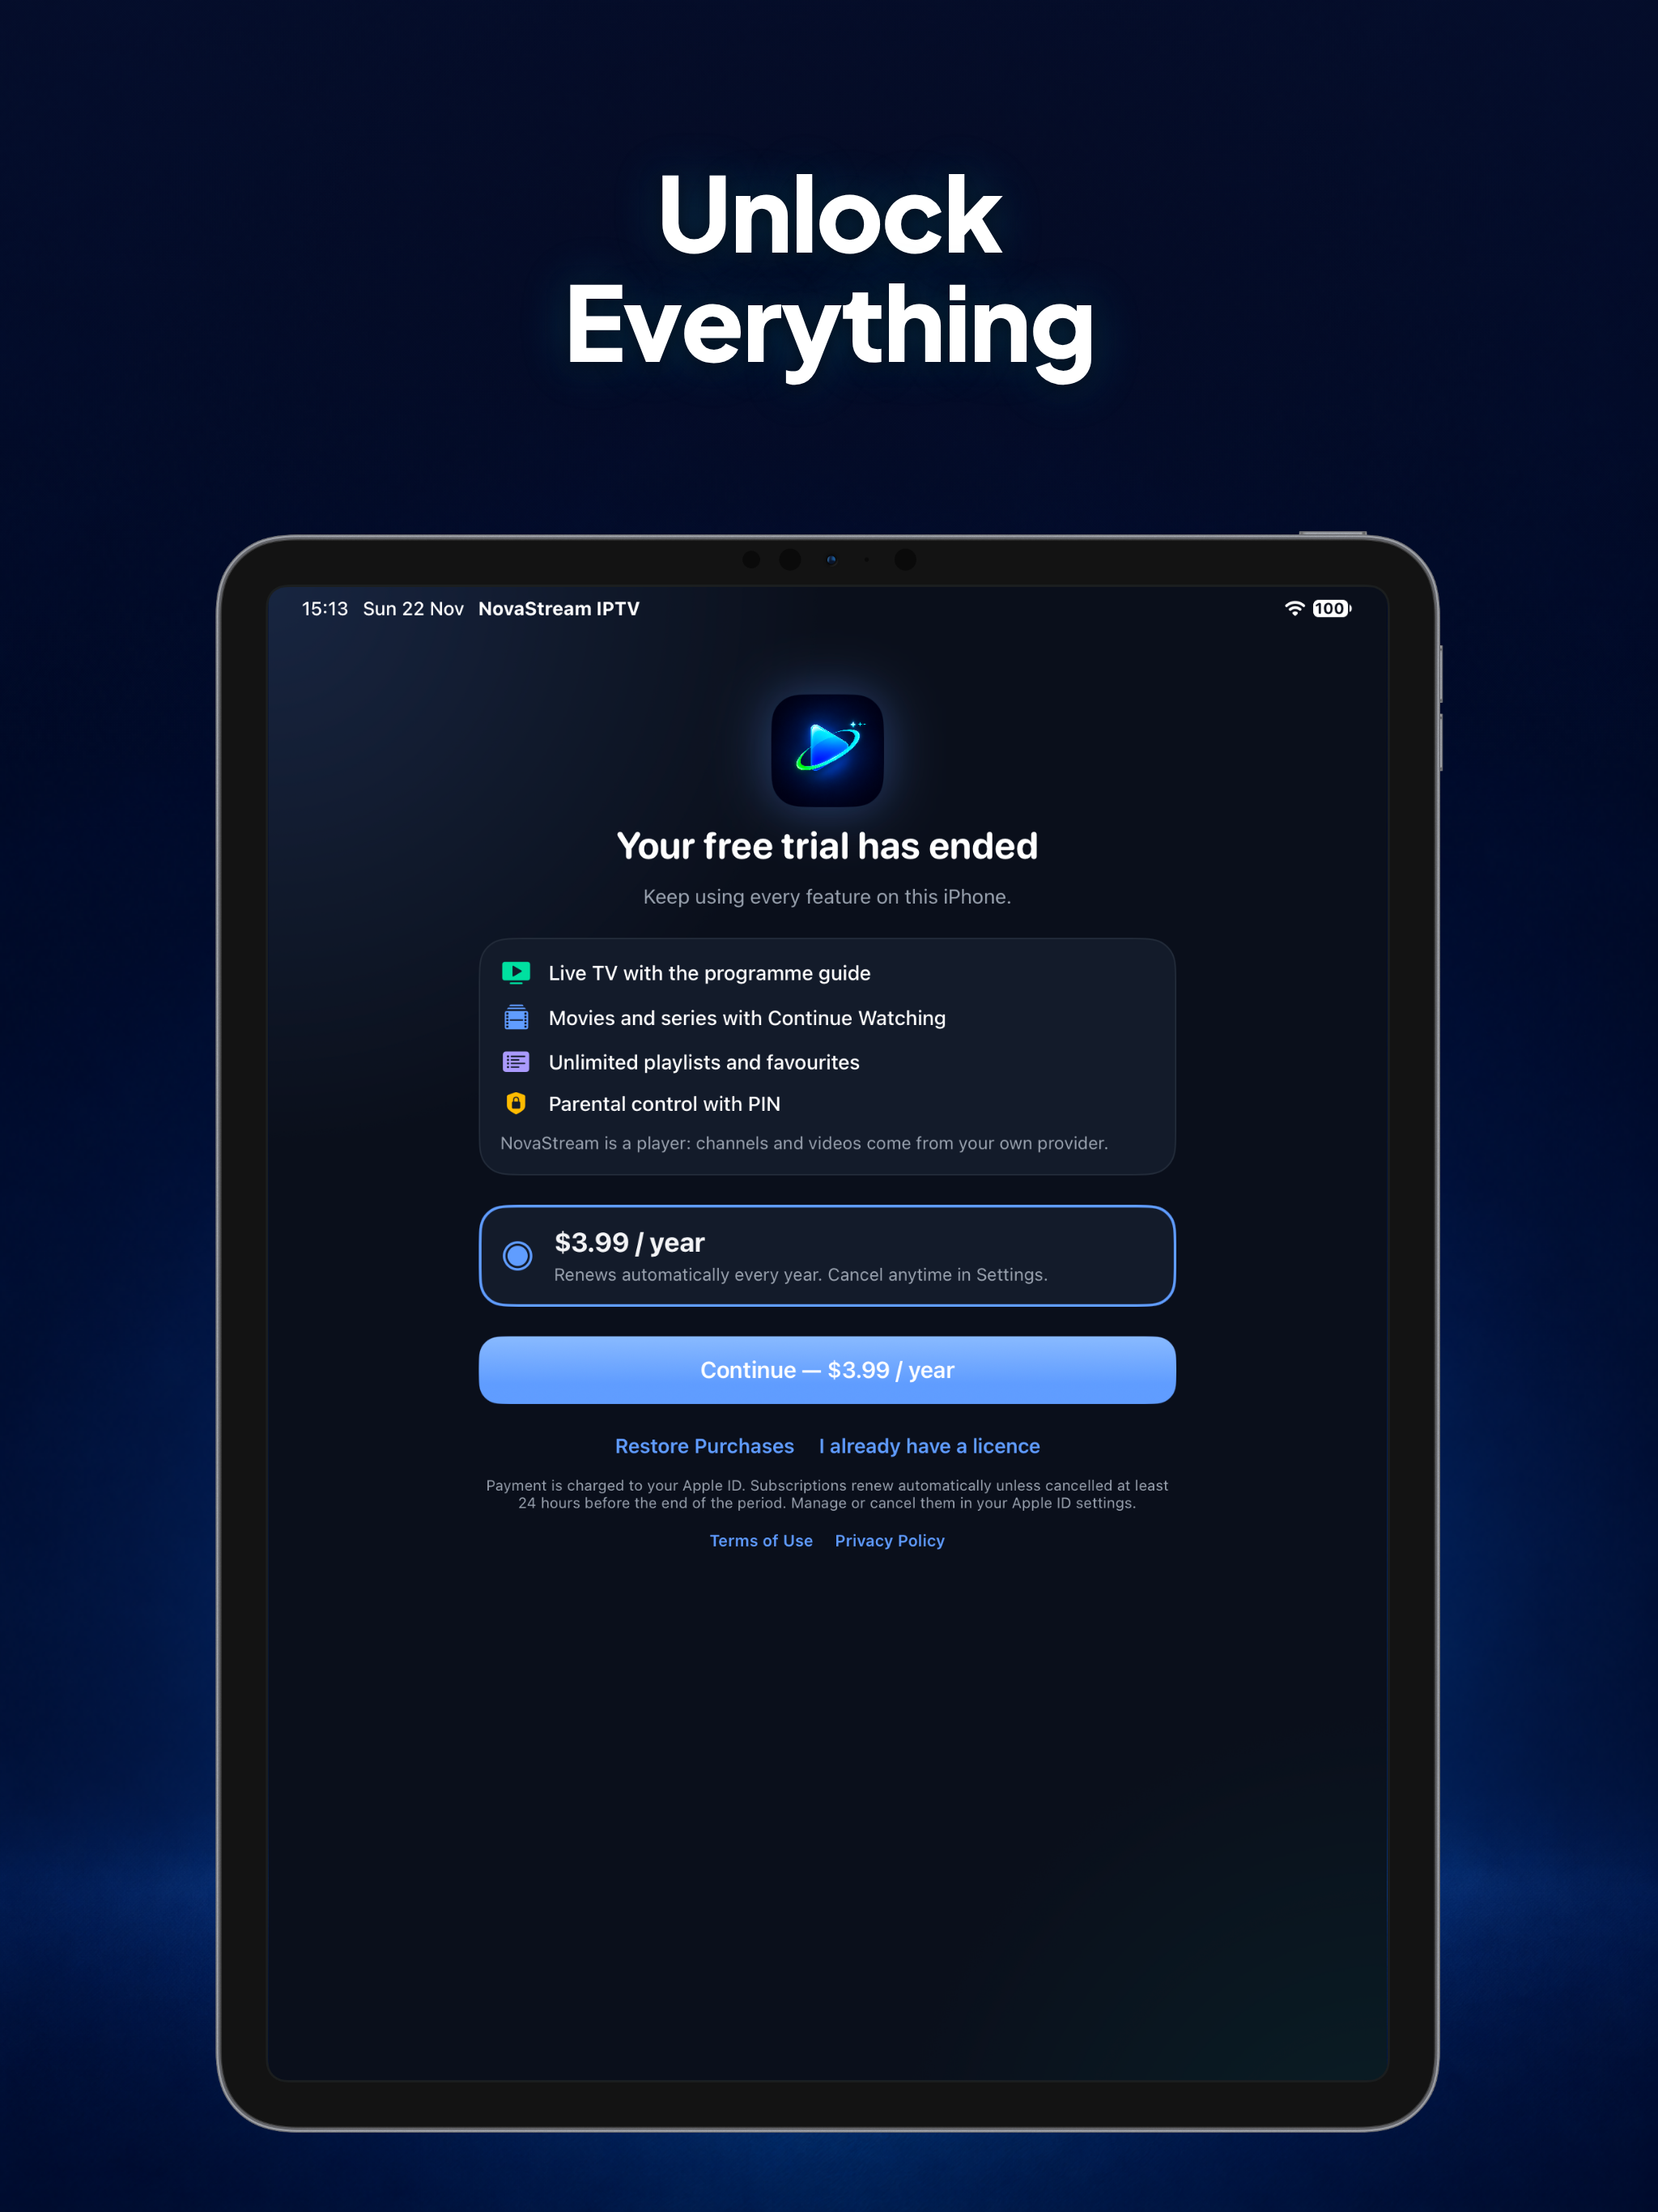 Unlock
Everything
15:13 Sun 22 Nov NovaStream IPTV
100
Your free trial has ended
Keep using every feature on this iPhone.
Live TV with the programme guide
Movies and series with Continue Watching
Unlimited playlists and favourites
Parental control with PIN
NovaStream is a player: channels and videos come from your own provider.
$3.99 / year
Renews automatically every year. Cancel anytime in Settings.
Continue — $3.99 / year
Restore Purchases I already have a licence
Payment is charged to your Apple ID. Subscriptions renew automatically unless cancelled at least
24 hours before the end of the period. Manage or cancel them in your Apple ID settings.
Terms of Use Privacy Policy